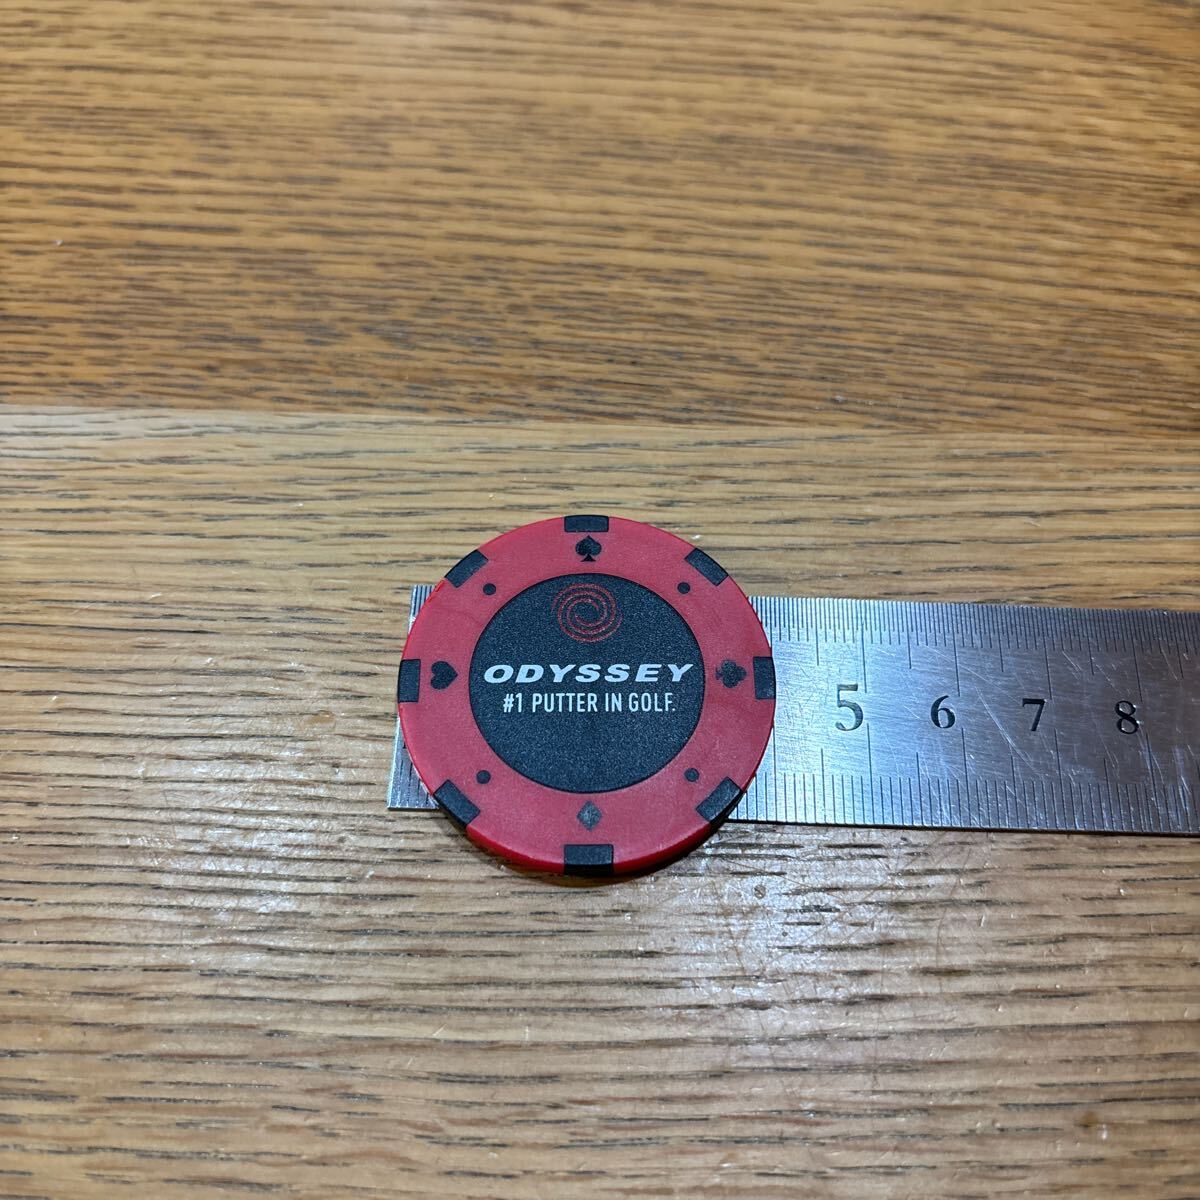 ODYSSEY
#1 PUTTER IN GOLF.
5 6 7 8